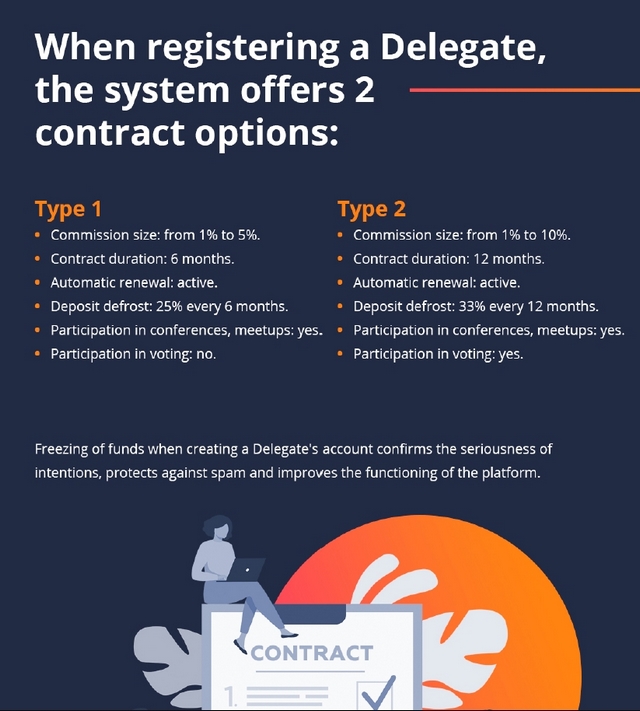 When registering a Delegate,
the system offers 2
contract options:
Type 1
• Commission size: from 1% to 5%.
• Contract duration: 6 months.
• Automatic renewal: active.
• Deposit defrost: 25% every 6 months.
• Participation in conferences, meetups: yes.
• Participation in voting: no.
Type 2
• Commission size: from 1% to 10%.
• Contract duration: 12 months.
• Automatic renewal: active.
• Deposit defrost: 33% every 12 months.
• Participation in conferences, meetups: yes.
• Participation in voting: yes.
Freezing of funds when creating a Delegate's account confirms the seriousness of
intentions, protects against spam and improves the functioning of the platform.
CONTRACT
1.